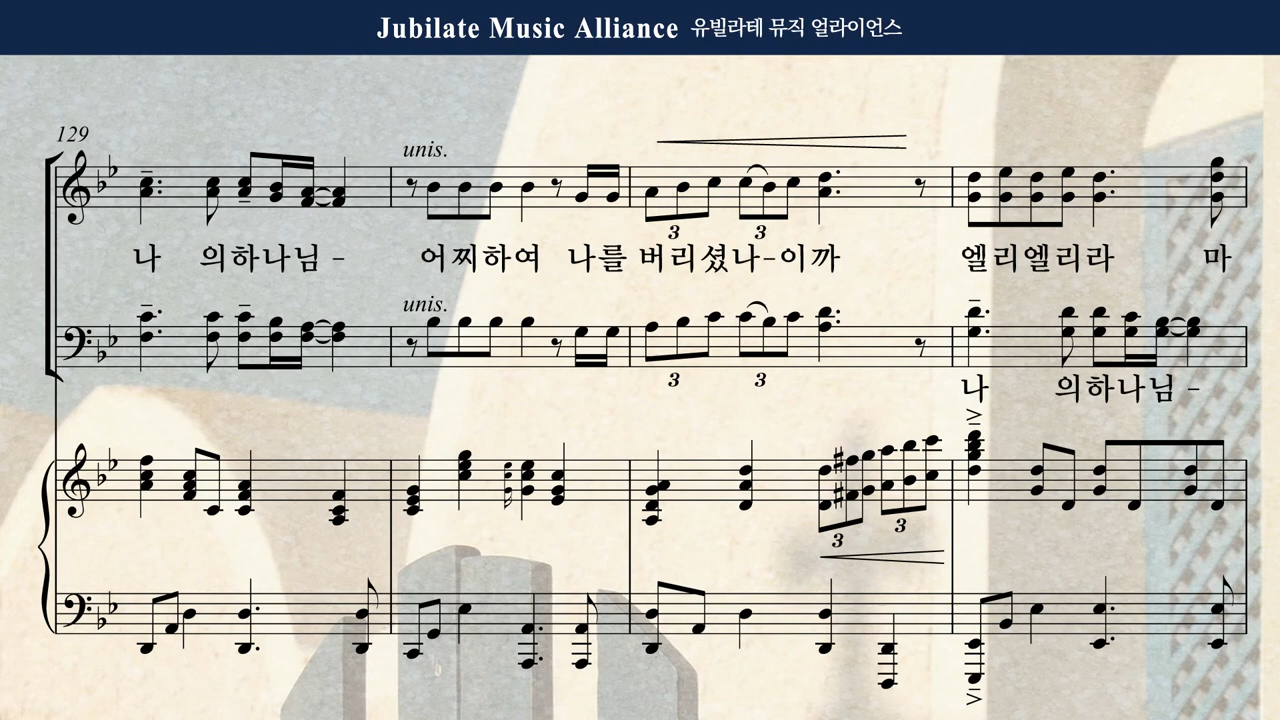 Jubilate Music Alliance 유빌라테 뮤직 얼라이언스
129
unis.
3 3
나 의하나님 - 어찌하여 나를 버리셨나-이까 엘리엘리라 마
unis.
3 3
나 의하나님 -
3 3